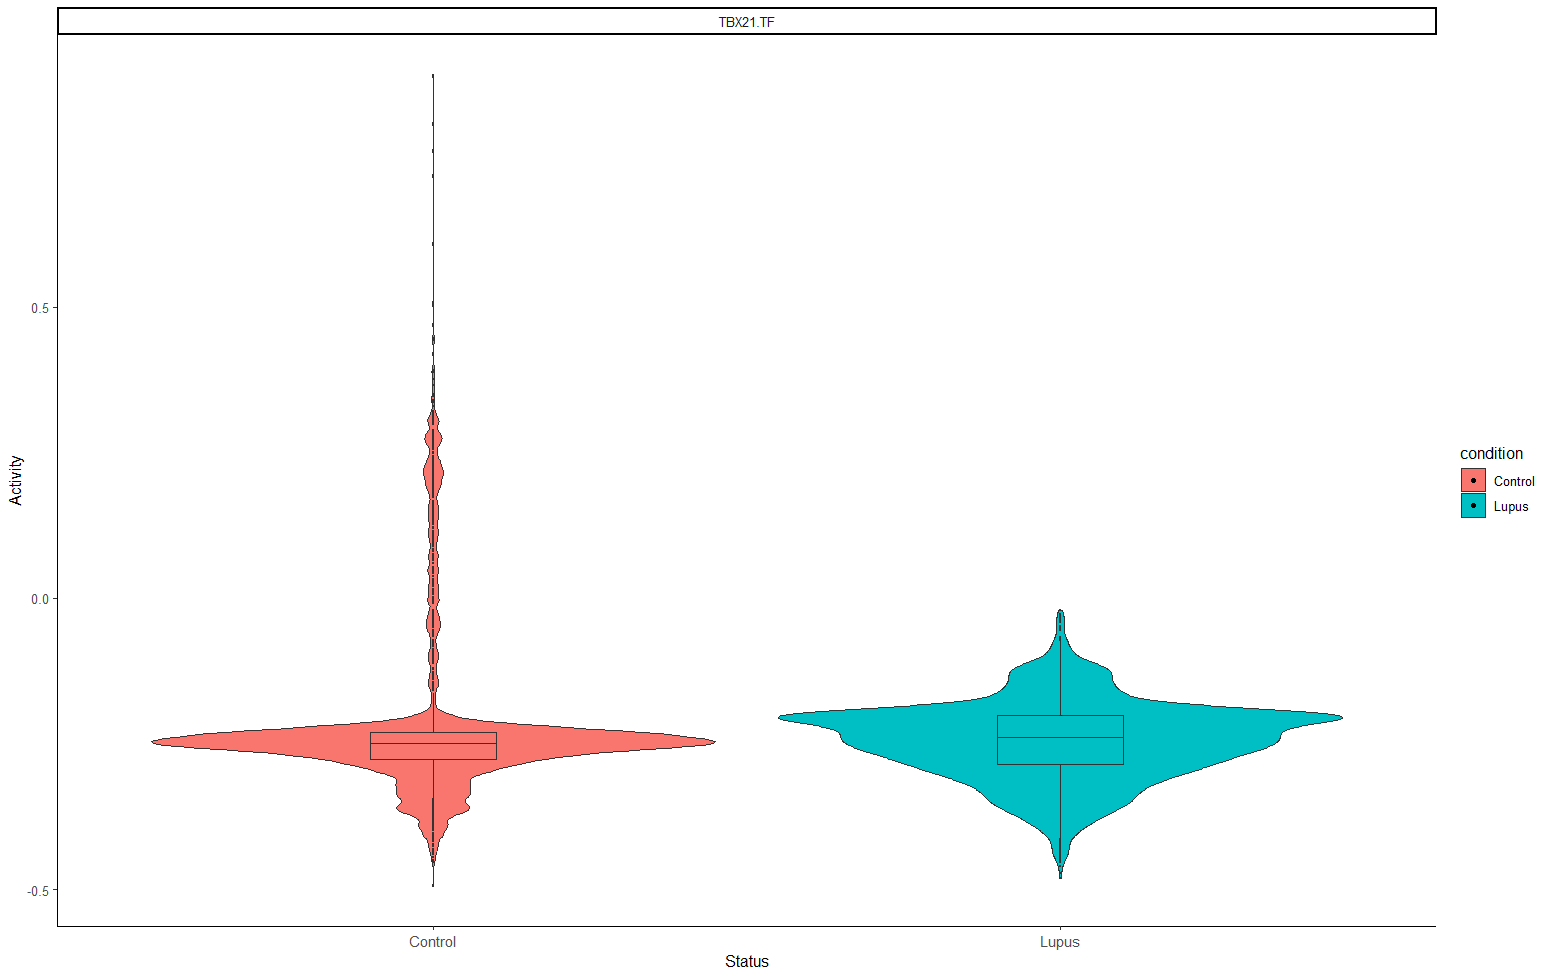 TBX21.TF
Activity
0.5
0.0
-0.5
Control
Lupus
Status
condition
Control
Lupus